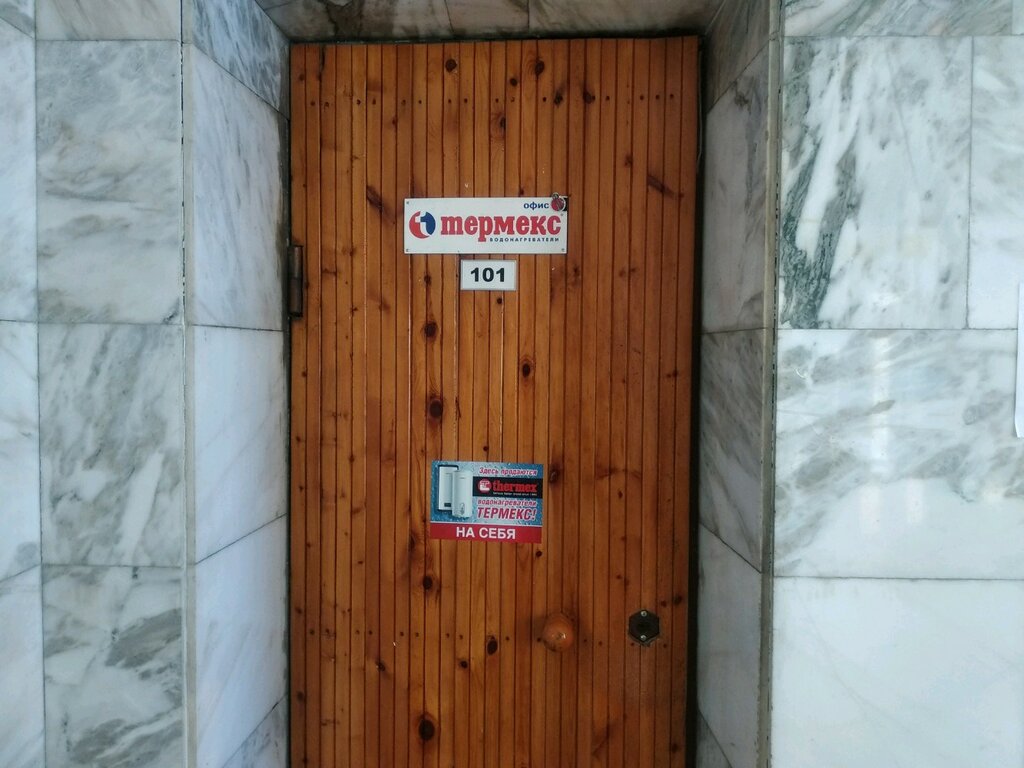 офис
термекс
ВОДОНАГРЕВАТЕЛИ
101
Здесь продаются
thermex
водонагреватели
ТЕРМЕКС!
НА СЕБЯ